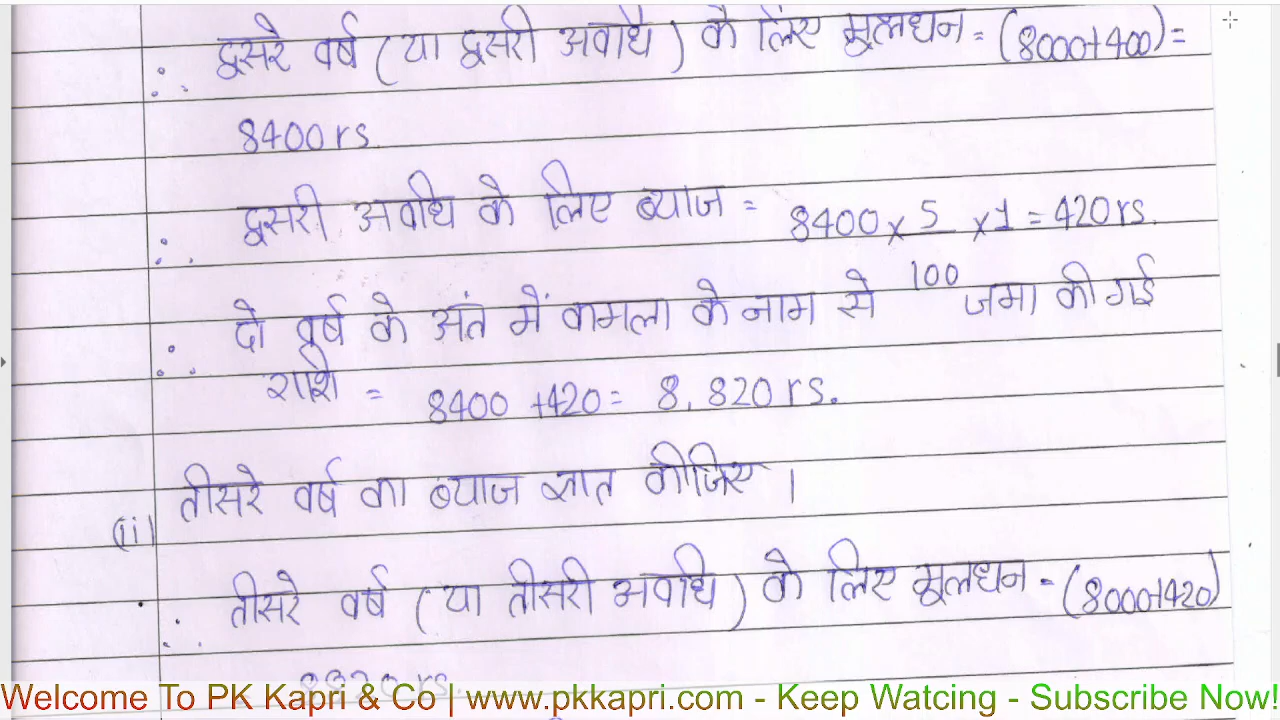 ∴ दूसरे वर्ष (या दूसरी अवधि) के लिए मूलधन = (8000+400) =
8400 rs.
∴ दूसरी अवधि के लिए ब्याज = 8400 × 5/100 × 1 = 420 rs.
∴ दो वर्ष के अंत में कमला के नाम से जमा की गई
राशि = 8400 + 420 = 8,820 rs.
(ii) तीसरे वर्ष का ब्याज ज्ञात कीजिए।
∴ तीसरे वर्ष (या तीसरी अवधि) के लिए मूलधन = (8000+420)
8820 rs.
Welcome To PK Kapri & Co | www.pkkapri.com - Keep Watcing - Subscribe Now!